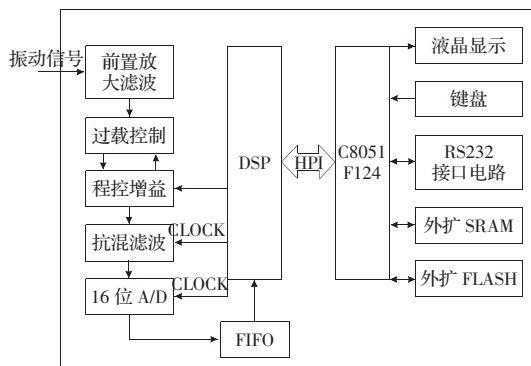 振动信号
前置放
大滤波
过载控制
程控增益
抗混滤波
16 位 A/D
CLOCK
CLOCK
FIFO
DSP
HPI
C8051
F124
液晶显示
键盘
RS232
接口电路
外扩 SRAM
外扩 FLASH